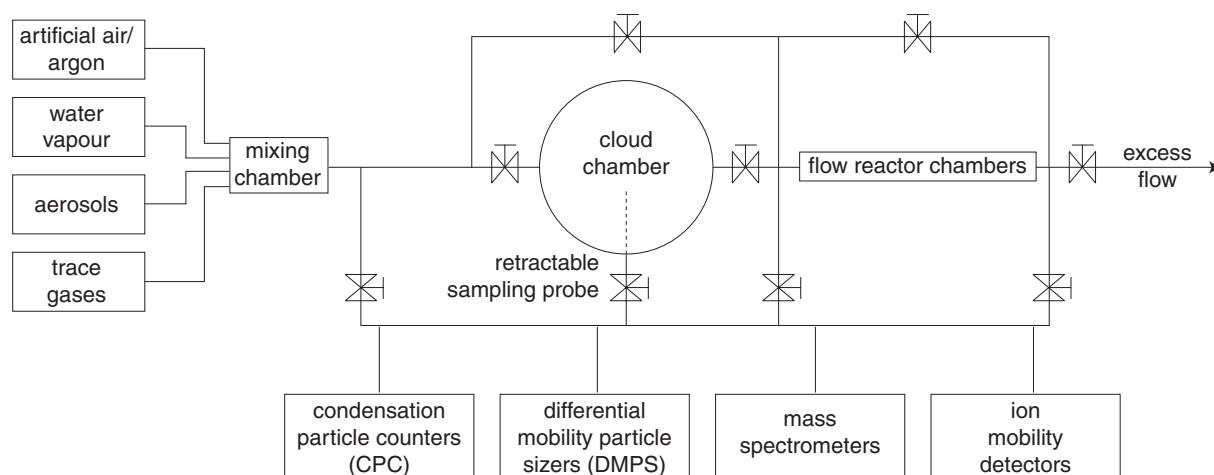 artificial air/
argon
water
vapour
aerosols
trace
gases
mixing
chamber
cloud
chamber
retractable
sampling probe
flow reactor chambers
excess
flow
condensation
particle counters
(CPC)
differential
mobility particle
sizers (DMPS)
mass
spectrometers
ion
mobility
detectors